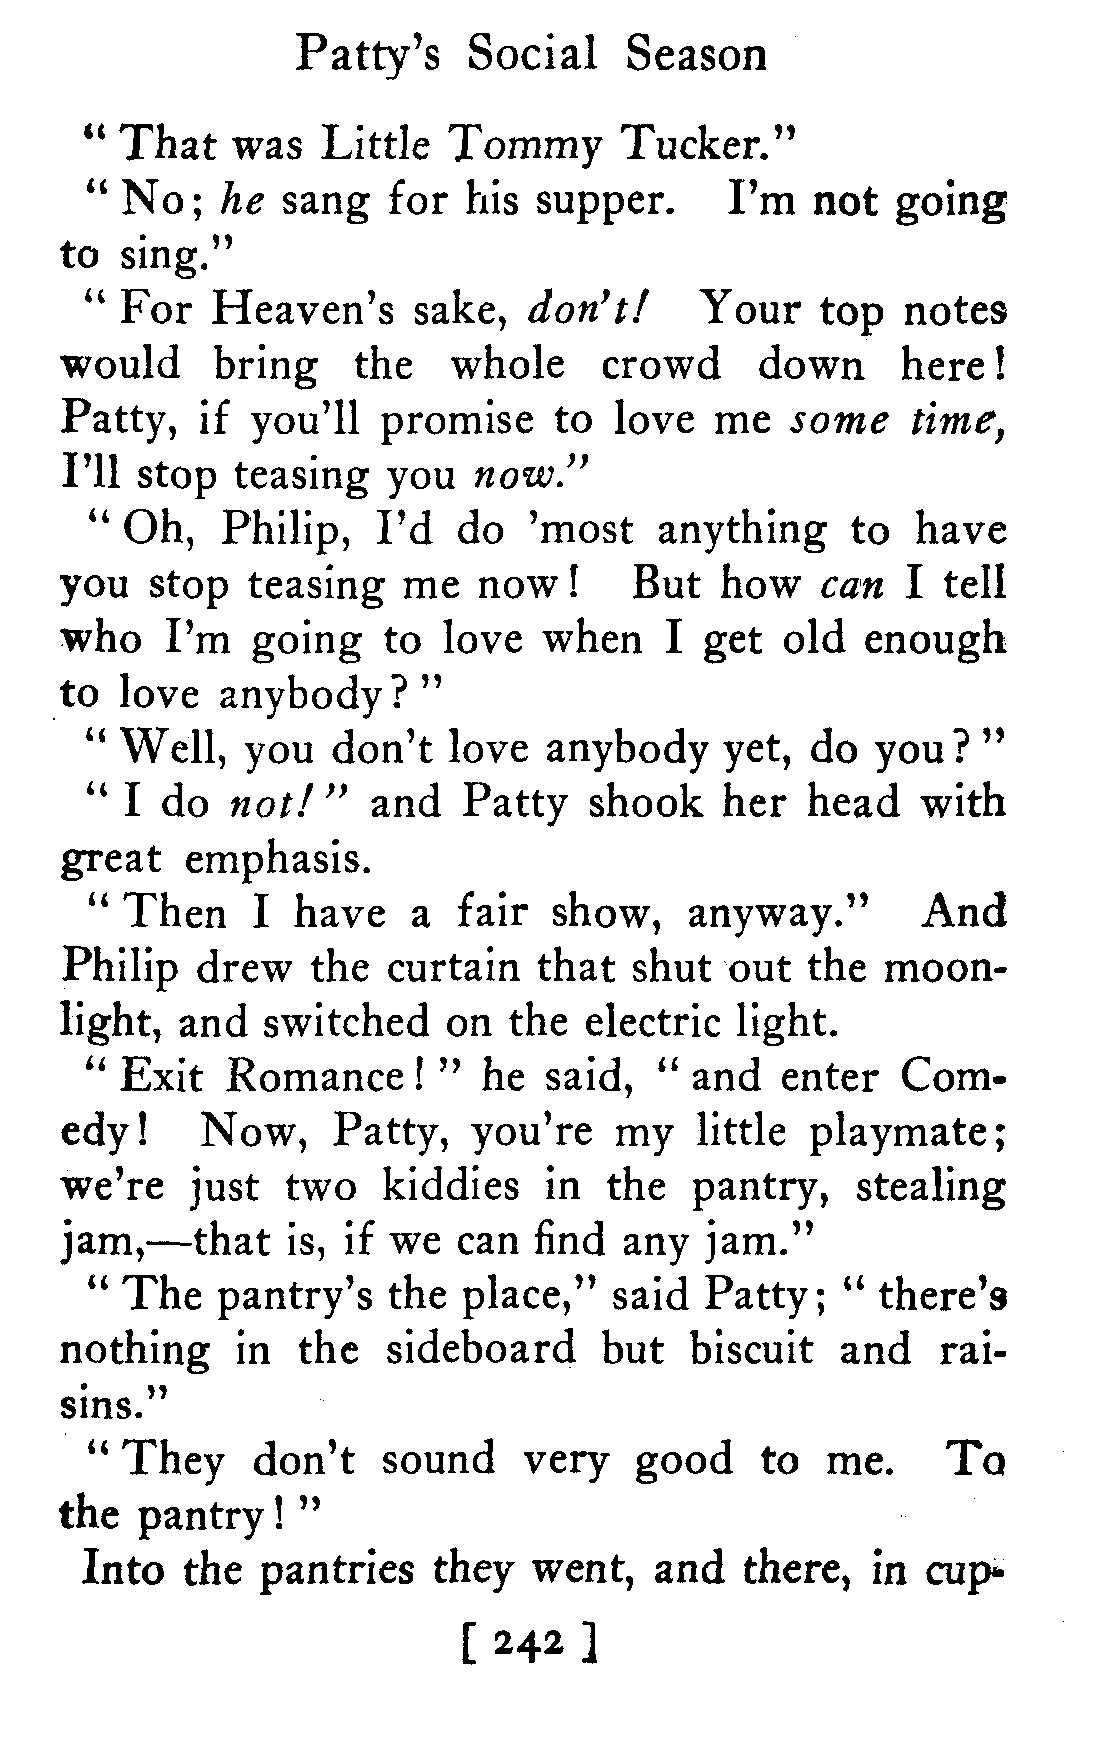 Patty's Social Season
" That was Little Tommy Tucker."
" No; he sang for his supper. I'm not going
to sing."
" For Heaven's sake, don't! Your top notes
would bring the whole crowd down here!
Patty, if you'll promise to love me some time,
I'll stop teasing you now."
" Oh, Philip, I'd do 'most anything to have
you stop teasing me now! But how can I tell
who I'm going to love when I get old enough
to love anybody? "
" Well, you don't love anybody yet, do you? "
" I do not! " and Patty shook her head with
great emphasis.
" Then I have a fair show, anyway." And
Philip drew the curtain that shut out the moon-
light, and switched on the electric light.
" Exit Romance! " he said, " and enter Com-
edy! Now, Patty, you're my little playmate;
we're just two kiddies in the pantry, stealing
jam,—that is, if we can find any jam."
" The pantry's the place," said Patty; " there's
nothing in the sideboard but biscuit and rai-
sins."
" They don't sound very good to me. To
the pantry! "
Into the pantries they went, and there, in cup-
[ 242 ]